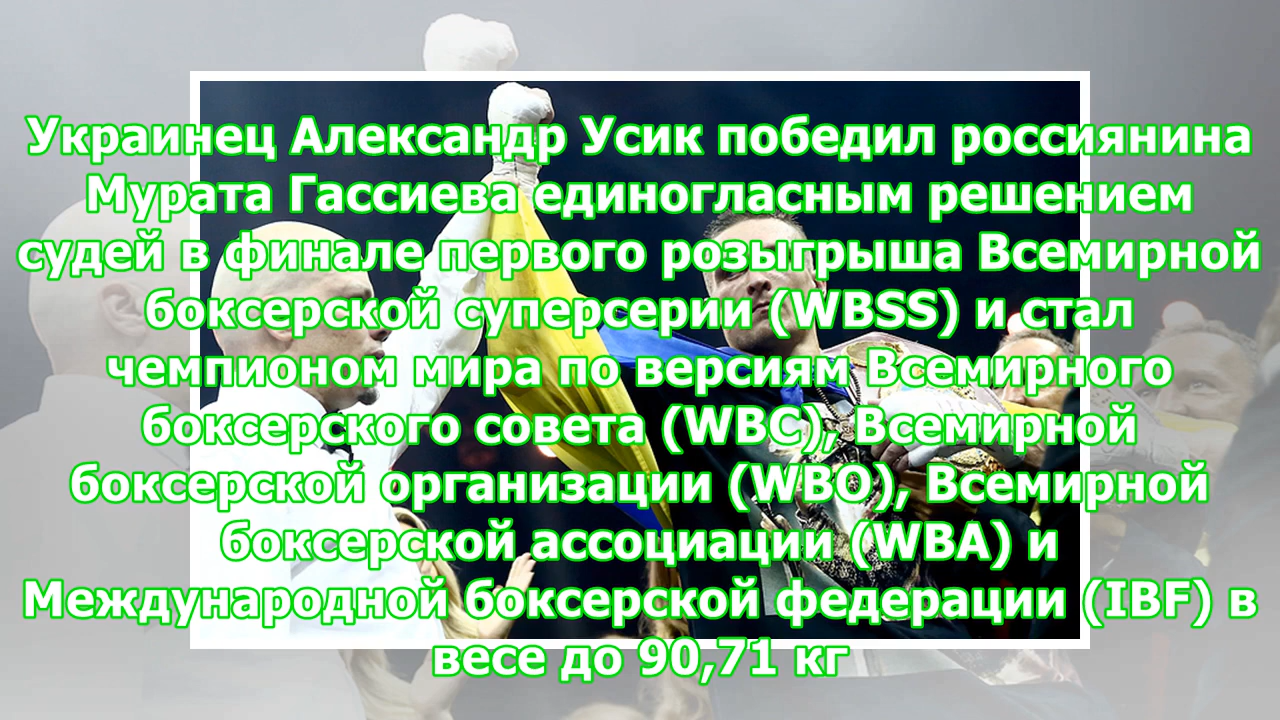 Украинец Александр Усик победил россиянина
Мурата Гассиева единогласным решением
судей в финале первого розыгрыша Всемирной
боксерской суперсерии (WBSS) и стал
чемпионом мира по версиям Всемирного
боксерского совета (WBC), Всемирной
боксерской организации (WBO), Всемирной
боксерской ассоциации (WBA) и
Международной боксерской федерации (IBF) в
весе до 90,71 кг